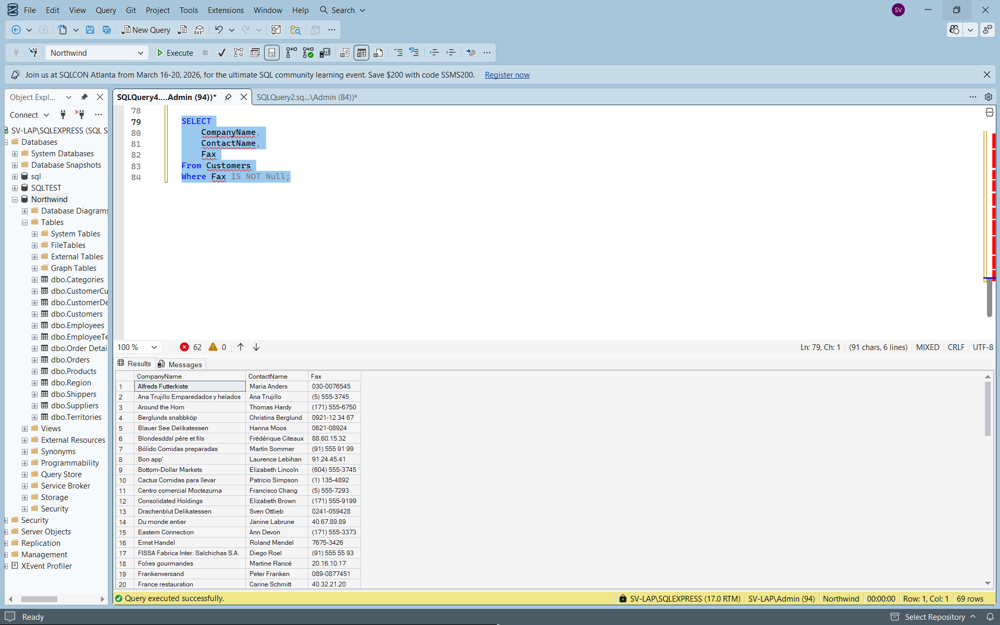 File Edit View Query Git Project Tools Extensions Window Help Search SV
New Query DAX
Northwind Execute
Join us at SQLCON Atlanta from March 16-20, 2026, for the ultimate SQL community learning event. Save $200 with code SSMS200. Register now
Object Expl...
SQLQuery4....Admin (94))* SQLQuery2.sq...\Admin (84))*
Connect
SV-LAP\SQLEXPRESS (SQL S
Databases
System Databases
Database Snapshots
sql
SQLTEST
Northwind
Database Diagrams
Tables
System Tables
FileTables
External Tables
Graph Tables
dbo.Categories
dbo.CustomerCu
dbo.CustomerDe
dbo.Customers
dbo.Employees
dbo.EmployeeTe
dbo.Order Detai
dbo.Orders
dbo.Products
dbo.Region
dbo.Shippers
dbo.Suppliers
dbo.Territories
Views
External Resources
Synonyms
Programmability
Query Store
Service Broker
Storage
Security
Security
Server Objects
Replication
Management
XEvent Profiler
78
79 SELECT
80 CompanyName,
81 ContactName,
82 Fax
83 From Customers
84 Where Fax IS NOT Null;
100 % 62 0 Ln: 79, Ch: 1 (91 chars, 6 lines) MIXED CRLF UTF-8
Results Messages
CompanyName ContactName Fax
1 Alfreds Futterkiste Maria Anders 030-0076545
2 Ana Trujillo Emparedados y helados Ana Trujillo (5) 555-3745
3 Around the Horn Thomas Hardy (171) 555-6750
4 Berglunds snabbköp Christina Berglund 0921-12 34 67
5 Blauer See Delikatessen Hanna Moos 0621-08924
6 Blondesddsl père et fils Frédérique Citeaux 88.60.15.32
7 Bólido Comidas preparadas Martín Sommer (91) 555 91 99
8 Bon app' Laurence Lebihan 91.24.45.41
9 Bottom-Dollar Markets Elizabeth Lincoln (604) 555-3745
10 Cactus Comidas para llevar Patricio Simpson (1) 135-4892
11 Centro comercial Moctezuma Francisco Chang (5) 555-7293
12 Consolidated Holdings Elizabeth Brown (171) 555-9199
13 Drachenblut Delikatessen Sven Ottlieb 0241-059428
14 Du monde entier Janine Labrune 40.67.89.89
15 Eastern Connection Ann Devon (171) 555-3373
16 Ernst Handel Roland Mendel 7675-3426
17 FISSA Fabrica Inter. Salchichas S.A. Diego Roel (91) 555 55 93
18 Folies gourmandes Martine Rancé 20.16.10.17
19 Frankenversand Peter Franken 089-0877451
20 France restauration Carine Schmitt 40.32.21.20
Query executed successfully. SV-LAP\SQLEXPRESS (17.0 RTM) SV-LAP\Admin (94) Northwind 00:00:00 Row: 1, Col: 1 69 rows
Ready Select Repository